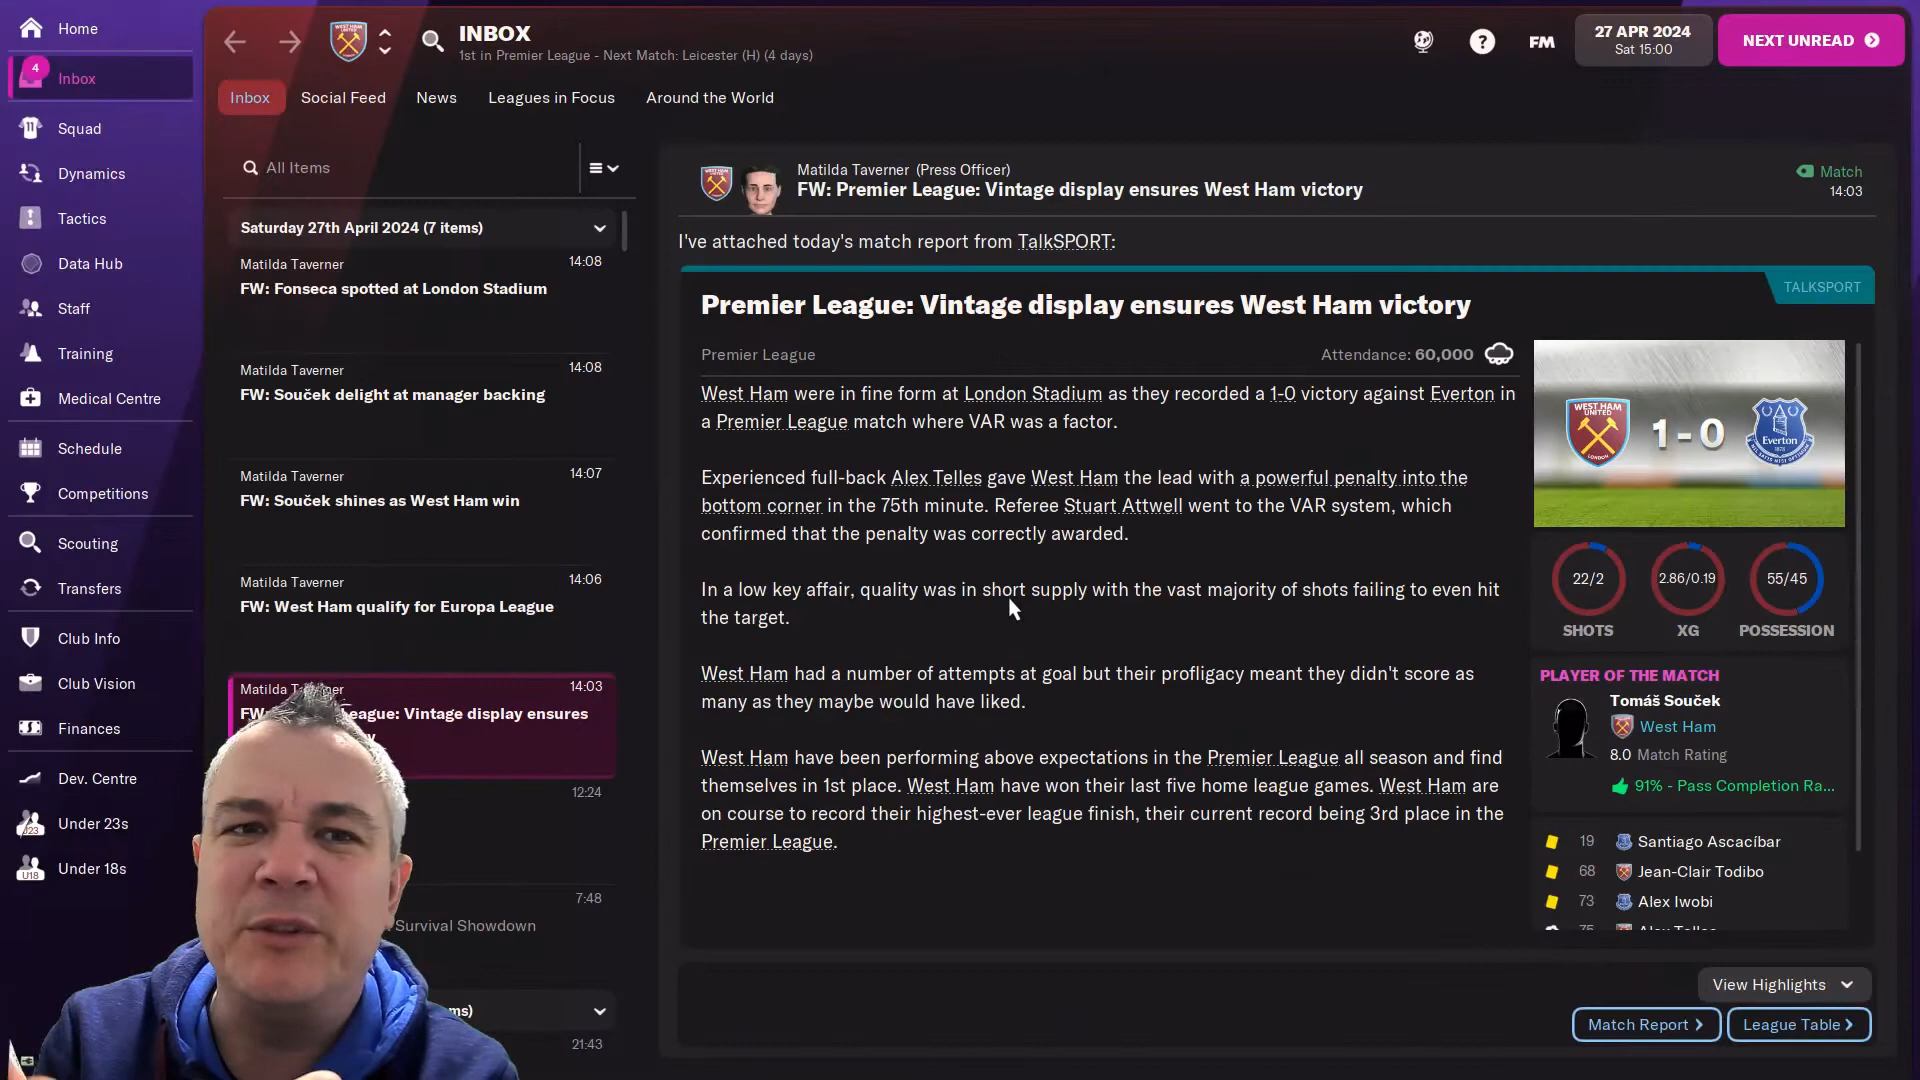 Home
4
Inbox
Squad
Dynamics
Tactics
Data Hub
Staff
Training
Medical Centre
Schedule
Competitions
Scouting
Transfers
Club Info
Club Vision
Finances
Dev. Centre
U23
Under 23s
U18
Under 18s
INBOX
1st in Premier League - Next Match: Leicester (H) (4 days)
?
FM
27 APR 2024
Sat 15:00
NEXT UNREAD
Inbox
Social Feed
News
Leagues in Focus
Around the World
All Items
Saturday 27th April 2024 (7 items)
Matilda Taverner
14:08
FW: Fonseca spotted at London Stadium
Matilda Taverner
14:08
FW: Souček delight at manager backing
Matilda Taverner
14:07
FW: Souček shines as West Ham win
Matilda Taverner
14:06
FW: West Ham qualify for Europa League
Matilda
14:03
League: Vintage display ensures
12:24
7:48
Survival Showdown
21:43
Matilda Taverner (Press Officer)
FW: Premier League: Vintage display ensures West Ham victory
Match
14:03
I've attached today's match report from TalkSPORT:
TALKSPORT
Premier League: Vintage display ensures West Ham victory
Premier League
Attendance: 60,000
West Ham were in fine form at London Stadium as they recorded a 1-0 victory against Everton in
a Premier League match where VAR was a factor.
Experienced full-back Alex Telles gave West Ham the lead with a powerful penalty into the
bottom corner in the 75th minute. Referee Stuart Attwell went to the VAR system, which
confirmed that the penalty was correctly awarded.
In a low key affair, quality was in short supply with the vast majority of shots failing to even hit
the target.
West Ham had a number of attempts at goal but their profligacy meant they didn't score as
many as they maybe would have liked.
West Ham have been performing above expectations in the Premier League all season and find
themselves in 1st place. West Ham have won their last five home league games. West Ham are
on course to record their highest-ever league finish, their current record being 3rd place in the
Premier League.
WEST HAM
UNITED
LONDON
1 - 0
Everton
22/2
SHOTS
2.86/0.19
XG
55/45
POSSESSION
PLAYER OF THE MATCH
Tomáš Souček
West Ham
8.0 Match Rating
91% - Pass Completion Ra...
19 Santiago Ascacíbar
68 Jean-Clair Todibo
73 Alex Iwobi
75 Alex Telles
View Highlights
Match Report
League Table